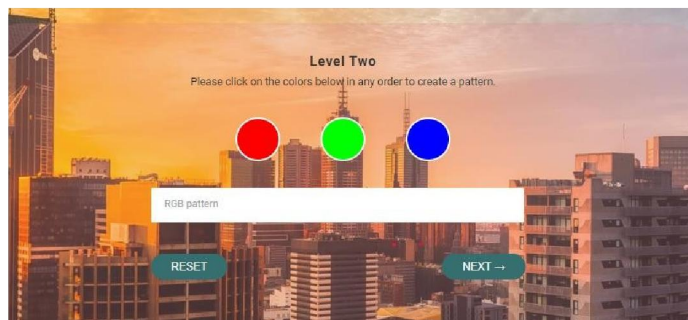 Level Two
Please click on the colors below in any order to create a pattern.
RGB pattern
RESET
NEXT →